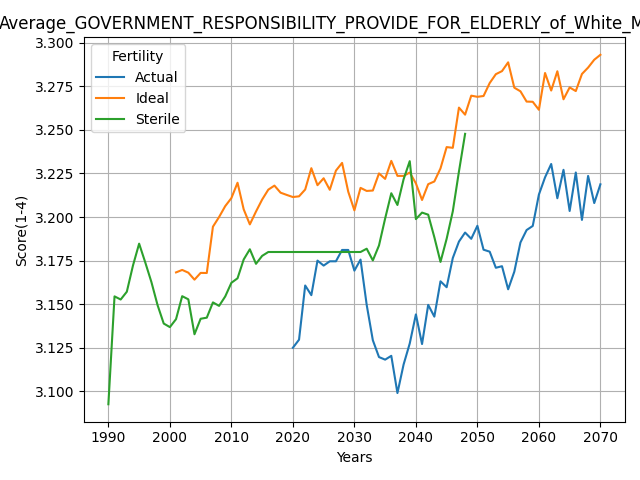 Average_GOVERNMENT_RESPONSIBILITY_PROVIDE_FOR_ELDERLY_of_White_M
Fertility
Actual
Ideal
Sterile
Score(1-4)
3.300
3.275
3.250
3.225
3.200
3.175
3.150
3.125
3.100
1990 2000 2010 2020 2030 2040 2050 2060 2070
Years